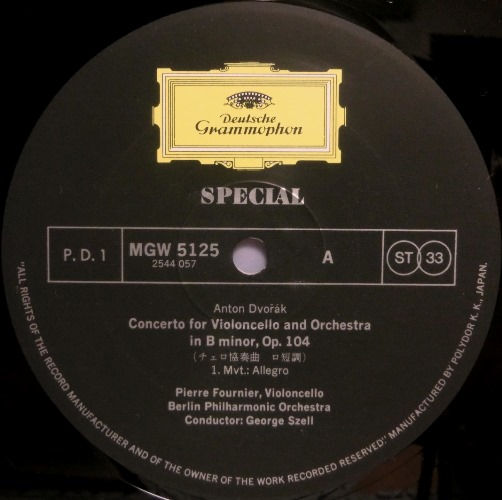 Deutsche
Grammophon
SPECIAL
P. D. 1
MGW 5125
2544 057
A
ST 33
Anton Dvořák
Concerto for Violoncello and Orchestra
in B minor, Op. 104
(チェロ協奏曲 ロ短調)
1. Mvt.: Allegro
Pierre Fournier, Violoncello
Berlin Philharmonic Orchestra
Conductor: George Szell
"ALL RIGHTS OF THE RECORD MANUFACTURER AND OF THE OWNER OF THE WORK RECORDED RESERVED" MANUFACTURED BY POLYDOR K. K., JAPAN.